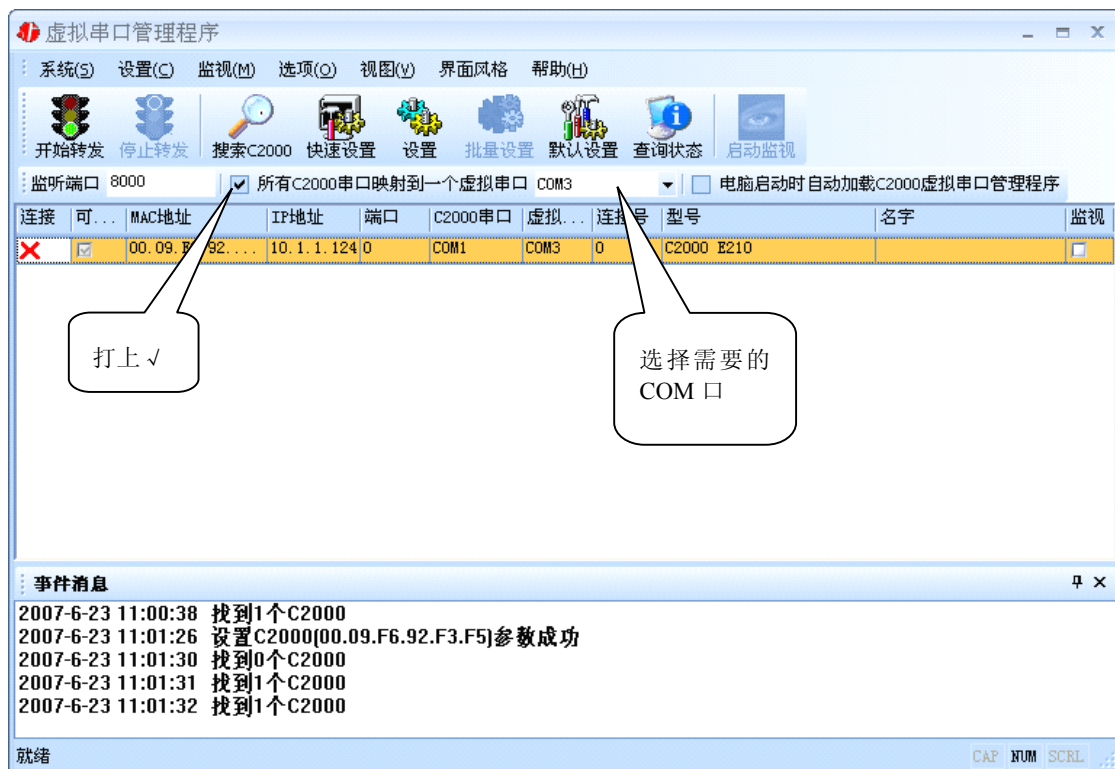 虚拟串口管理程序
系统(S) 设置(C) 监视(M) 选项(O) 视图(V) 界面风格 帮助(H)
开始转发 停止转发 搜索C2000 快速设置 设置 批量设置 默认设置 查询状态 启动监视
监听端口 8000 所有C2000串口映射到一个虚拟串口 COM3 电脑启动时自动加载C2000虚拟串口管理程序
连接 可... MAC地址 IP地址 端口 C2000串口 虚拟... 连接号 型号 名字 监视
10.1.1.124 0 COM1 COM3 0 C2000 E210
打上√
选择需要的
COM 口
事件消息
2007-6-23 11:00:38 找到1个C2000
2007-6-23 11:01:26 设置C2000(00.09.F6.92.F3.F5)参数成功
2007-6-23 11:01:30 找到0个C2000
2007-6-23 11:01:31 找到1个C2000
2007-6-23 11:01:32 找到1个C2000
就绪 CAP NUM SCRL